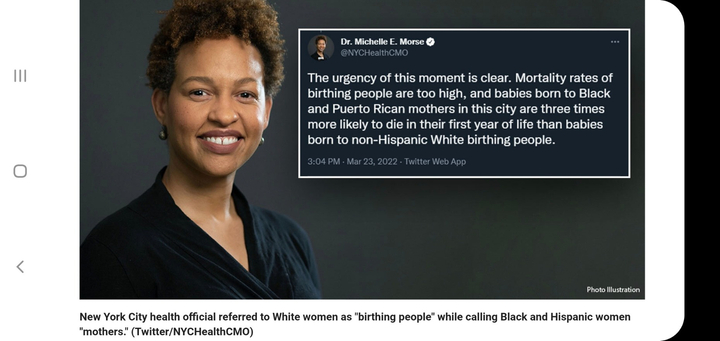 Dr. Michelle E. Morse
@NYCHealthCMO
The urgency of this moment is clear. Mortality rates of
birthing people are too high, and babies born to Black
and Puerto Rican mothers in this city are three times
more likely to die in their first year of life than babies
born to non-Hispanic White birthing people.
3:04 PM · Mar 23, 2022 · Twitter Web App
Photo Illustration
New York City health official referred to White women as "birthing people" while calling Black and Hispanic women
"mothers." (Twitter/NYCHealthCMO)